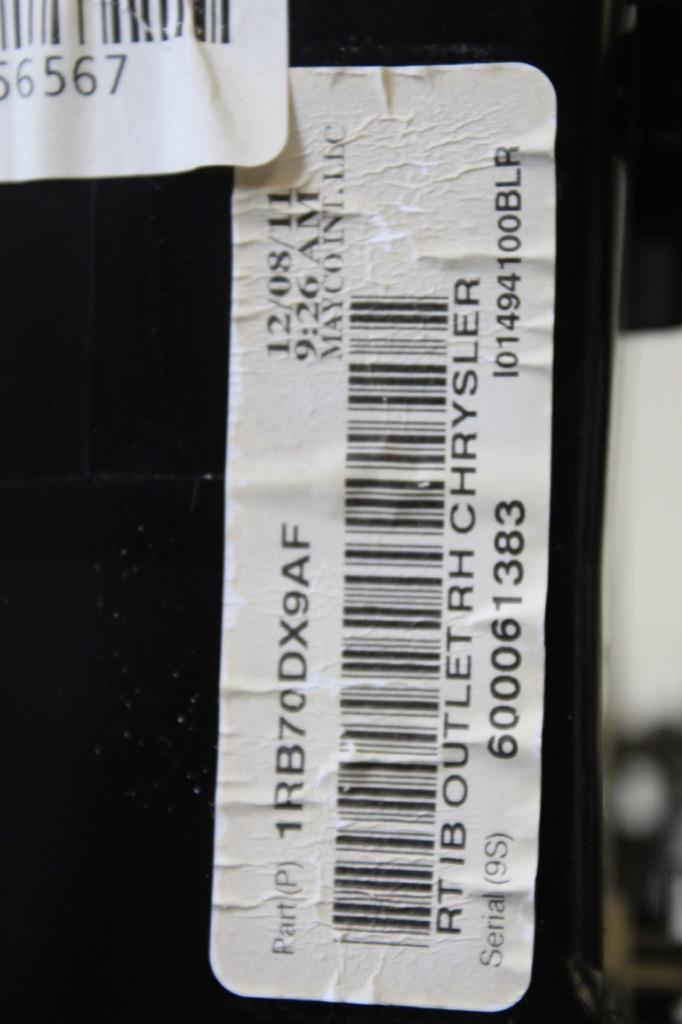 56567
Part (P) 1RB70DX9AF
12/08/11
9:26 AM
MAYCO INT. LLC
RT IB OUTLET RH CHRYSLER
Serial (9S) 600061383
I01494100BLR